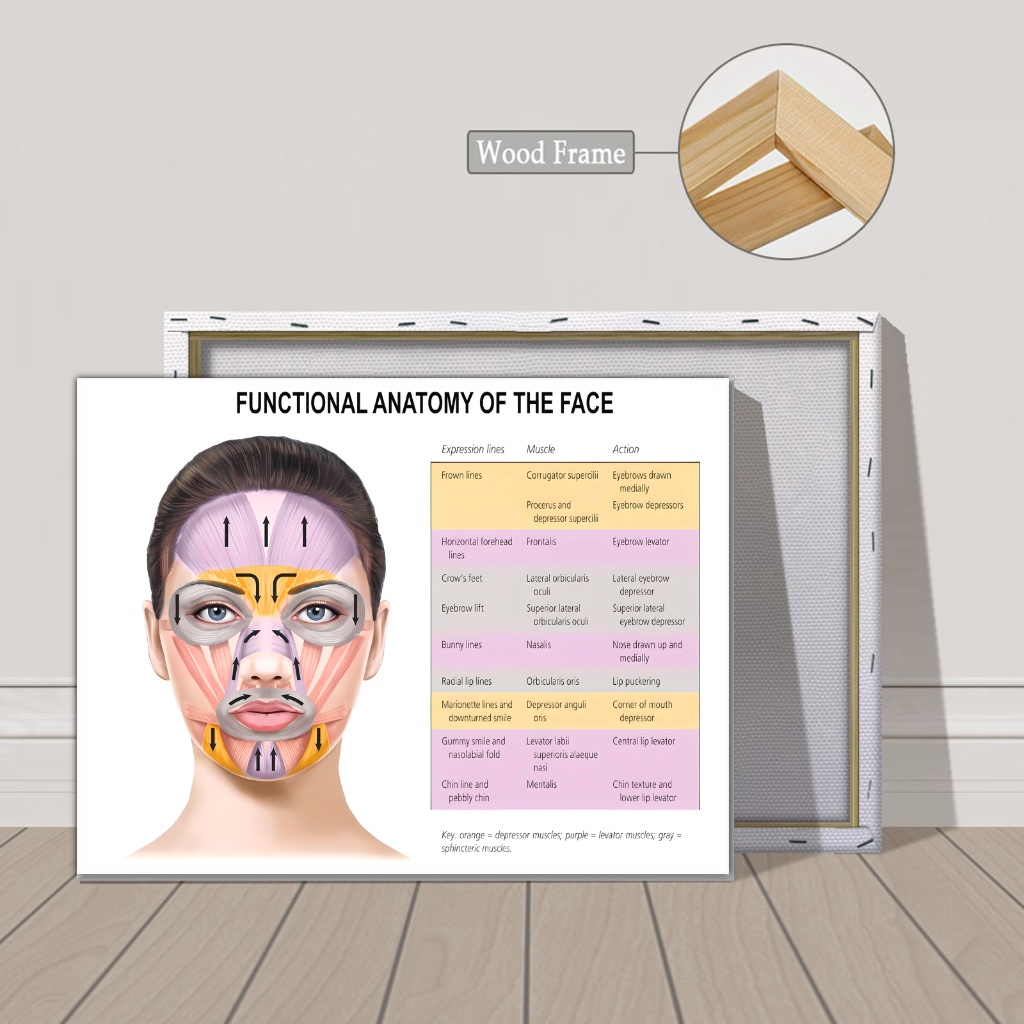 Wood Frame
FUNCTIONAL ANATOMY OF THE FACE
Expression lines Muscle Action
Frown lines Corrugator supercilii Eyebrows drawn
medially
Procerus and Eyebrow depressors
depressor supercilii
Horizontal forehead Frontalis Eyebrow levator
lines
Crow's feet Lateral orbicularis Lateral eyebrow
oculi depressor
Eyebrow lift Superior lateral Superior lateral
orbicularis oculi eyebrow depressor
Bunny lines Nasalis Nose drawn up and
medially
Radial lip lines Orbicularis oris Lip puckering
Marionette lines and Depressor anguli Corner of mouth
downturned smile oris depressor
Gummy smile and Levator labii Central lip levator
nasolabial fold superioris alaeque
nasi
Chin line and Mentalis Chin texture and
pebbly chin lower lip levator
Key: orange = depressor muscles; purple = levator muscles; gray =
sphincteric muscles.